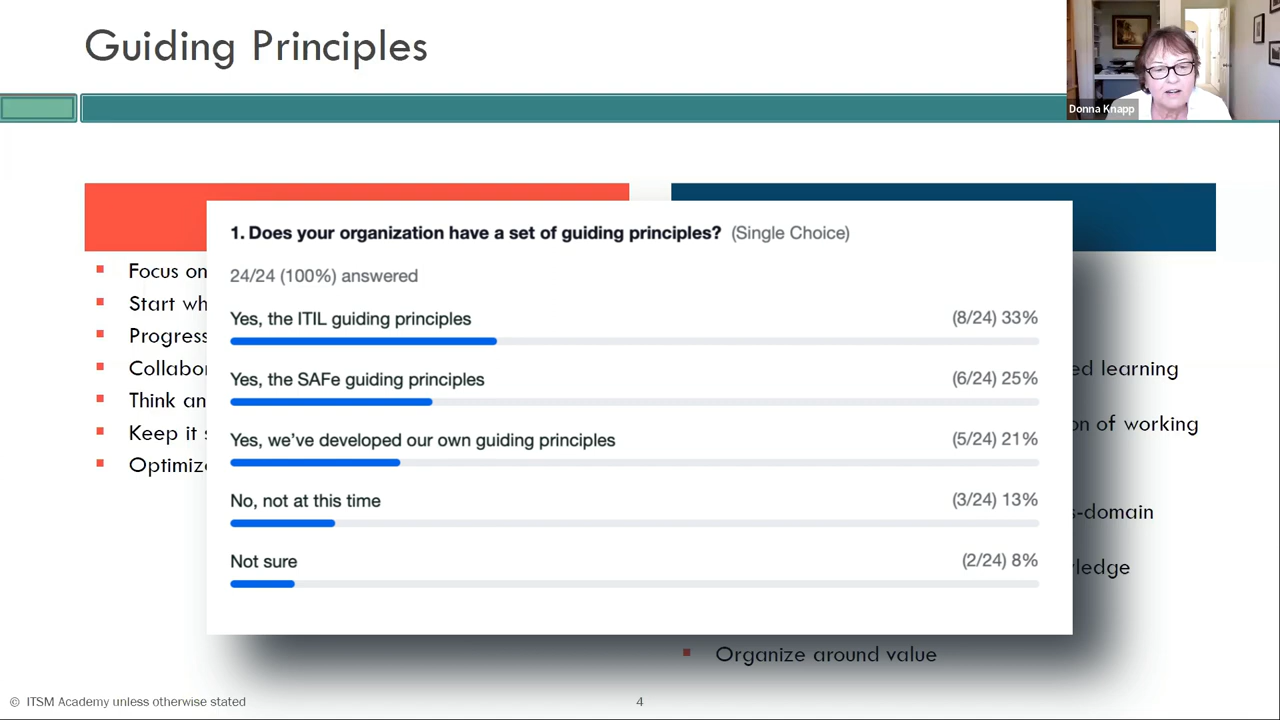 Guiding Principles
Donna Knapp
Focus on
Start wh
Progress
Collabor
Think an
Keep it s
Optimize
1. Does your organization have a set of guiding principles? (Single Choice)
24/24 (100%) answered
Yes, the ITIL guiding principles (8/24) 33%
Yes, the SAFe guiding principles (6/24) 25%
Yes, we've developed our own guiding principles (5/24) 21%
No, not at this time (3/24) 13%
Not sure (2/24) 8%
ed learning
on of working
s-domain
ledge
Organize around value
© ITSM Academy unless otherwise stated
4